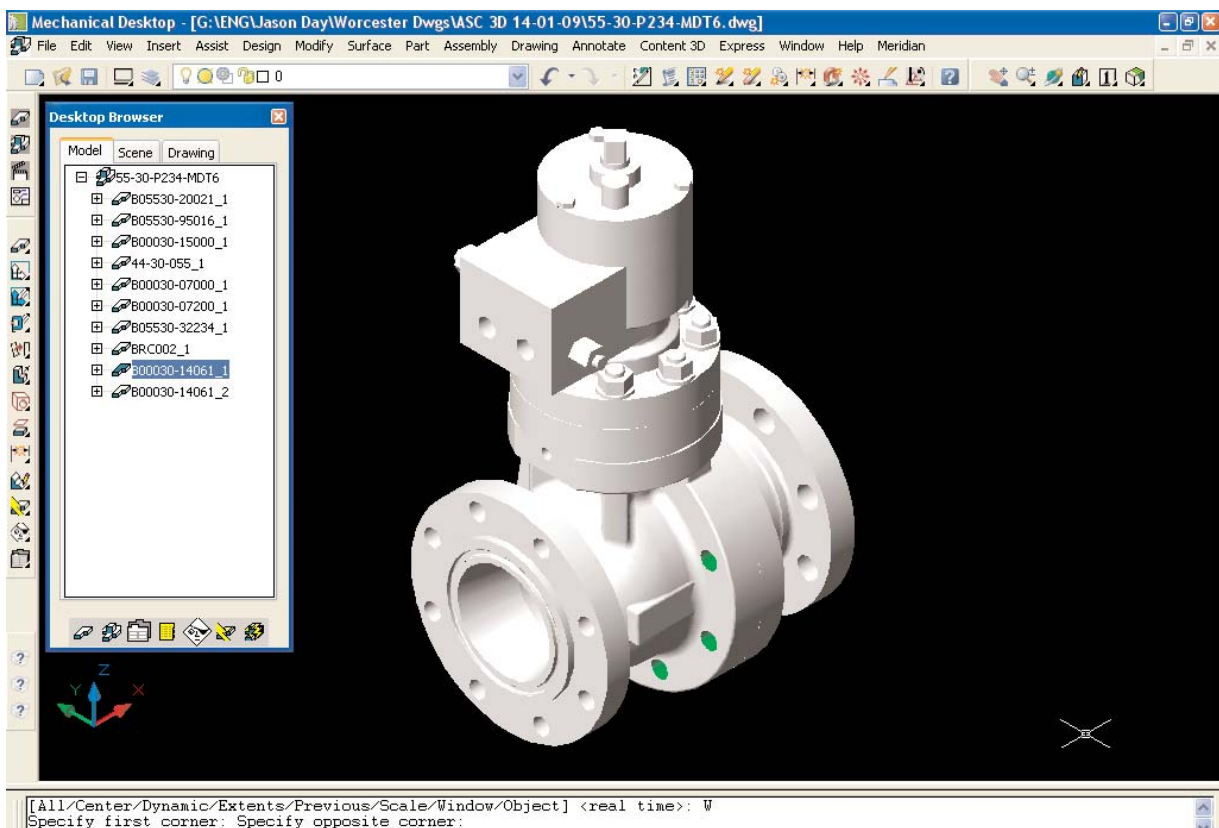 Mechanical Desktop - [G:\ENG\Jason Day\Worcester Dwgs\ASC 3D 14-01-09\55-30-P234-MDT6.dwg]
File Edit View Insert Assist Design Modify Surface Part Assembly Drawing Annotate Content 3D Express Window Help Meridian
0
Desktop Browser
Model Scene Drawing
55-30-P234-MDT6
B05530-20021_1
B05530-95016_1
B00030-15000_1
44-30-055_1
B00030-07000_1
B00030-07200_1
B05530-32234_1
BRC002_1
B00030-14061_1
B00030-14061_2
Z
Y X
[All/Center/Dynamic/Extents/Previous/Scale/Window/Object] <real time>: W
Specify first corner: Specify opposite corner: